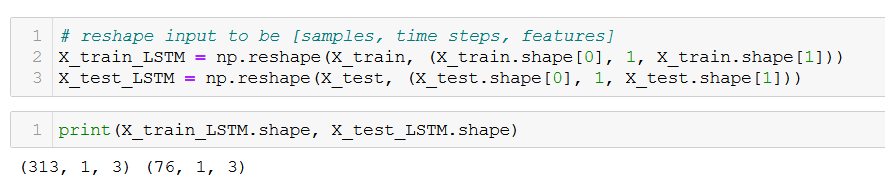 1 # reshape input to be [samples, time steps, features]
2 X_train_LSTM = np.reshape(X_train, (X_train.shape[0], 1, X_train.shape[1]))
3 X_test_LSTM = np.reshape(X_test, (X_test.shape[0], 1, X_test.shape[1]))
1 print(X_train_LSTM.shape, X_test_LSTM.shape)
(313, 1, 3) (76, 1, 3)